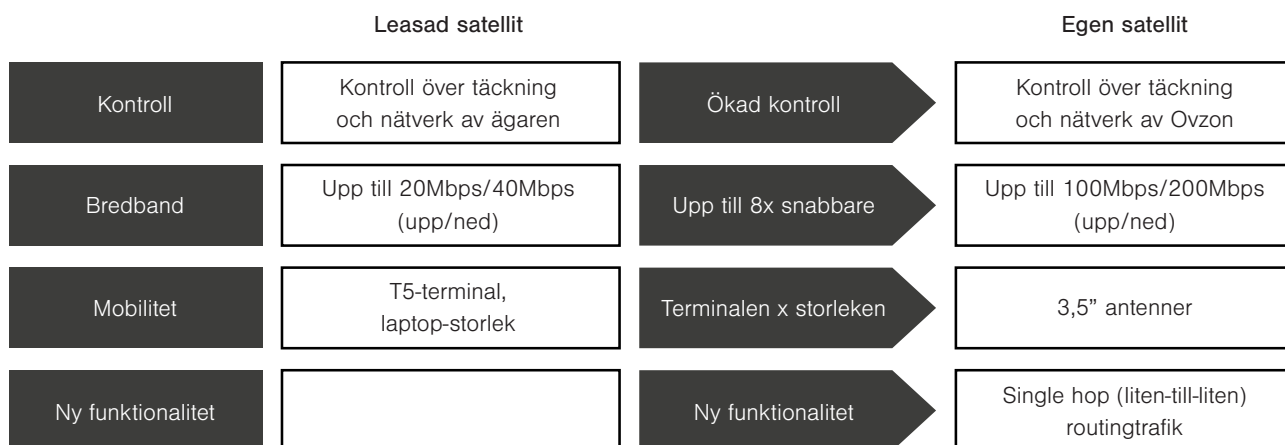 Leasad satellit
Egen satellit
Kontroll
Kontroll över täckning
och nätverk av ägaren
Ökad kontroll
Kontroll över täckning
och nätverk av Ovzon
Bredband
Upp till 20Mbps/40Mbps
(upp/ned)
Upp till 8x snabbare
Upp till 100Mbps/200Mbps
(upp/ned)
Mobilitet
T5-terminal,
laptop-storlek
Terminalen x storleken
3,5” antenner
Ny funktionalitet
Ny funktionalitet
Single hop (liten-till-liten)
routingtrafik